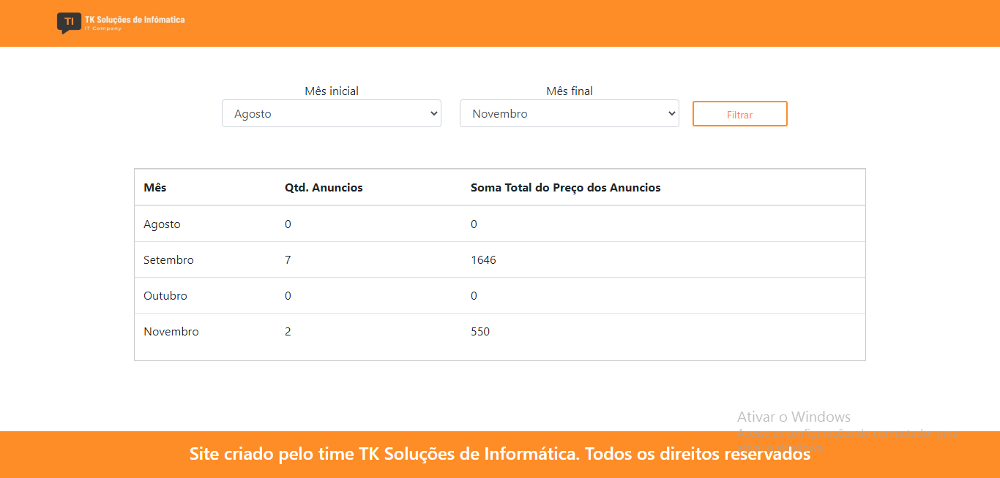 TI TK Soluções de Infómatica
IT Company
Mês inicial Mês final
Agosto Novembro Filtrar
Mês Qtd. Anuncios Soma Total do Preço dos Anuncios
Agosto 0 0
Setembro 7 1646
Outubro 0 0
Novembro 2 550
Ativar o Windows
Site criado pelo time TK Soluções de Informática. Todos os direitos reservados